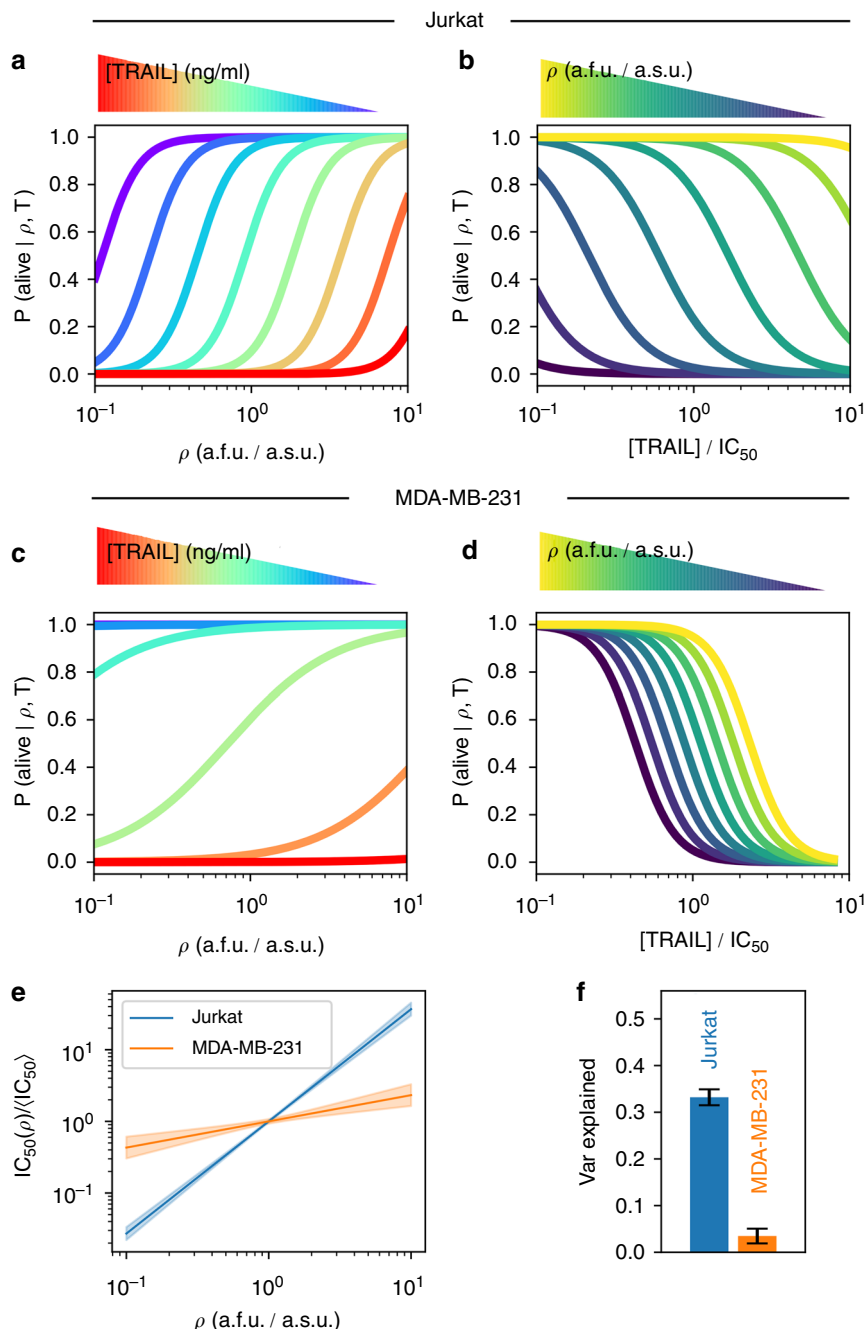 Jurkat
a
[TRAIL] (ng/ml)
P (alive | ρ, T)
1.0
0.8
0.6
0.4
0.2
0.0
10⁻¹
10⁰
10¹
ρ (a.f.u. / a.s.u.)
b
ρ (a.f.u. / a.s.u.)
P (alive | ρ, T)
1.0
0.8
0.6
0.4
0.2
0.0
10⁻¹
10⁰
10¹
[TRAIL] / IC₅₀
MDA-MB-231
c
[TRAIL] (ng/ml)
P (alive | ρ, T)
1.0
0.8
0.6
0.4
0.2
0.0
10⁻¹
10⁰
10¹
ρ (a.f.u. / a.s.u.)
d
ρ (a.f.u. / a.s.u.)
P (alive | ρ, T)
1.0
0.8
0.6
0.4
0.2
0.0
10⁻¹
10⁰
10¹
[TRAIL] / IC₅₀
e
Jurkat
MDA-MB-231
IC₅₀(ρ)/⟨IC₅₀⟩
10¹
10⁰
10⁻¹
10⁻¹
10⁰
10¹
ρ (a.f.u. / a.s.u.)
f
Var explained
0.5
0.4
0.3
0.2
0.1
0.0
Jurkat
MDA-MB-231